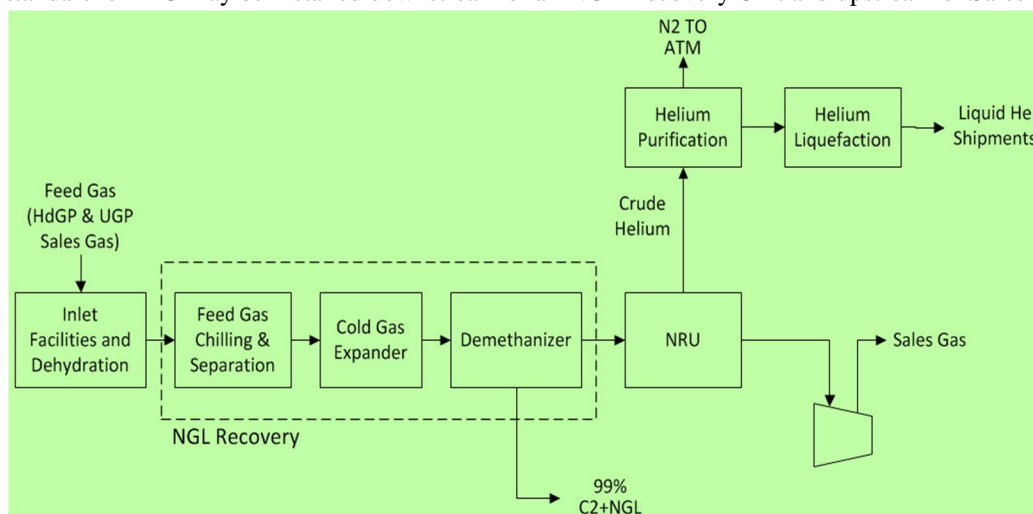 N2 TO
ATM
Helium
Purification
Helium
Liquefaction
Liquid He
Shipments
Feed Gas
(HdGP & UGP
Sales Gas)
Crude
Helium
Inlet
Facilities and
Dehydration
Feed Gas
Chilling &
Separation
Cold Gas
Expander
Demethanizer
NRU
Sales Gas
NGL Recovery
99%
C2+NGL